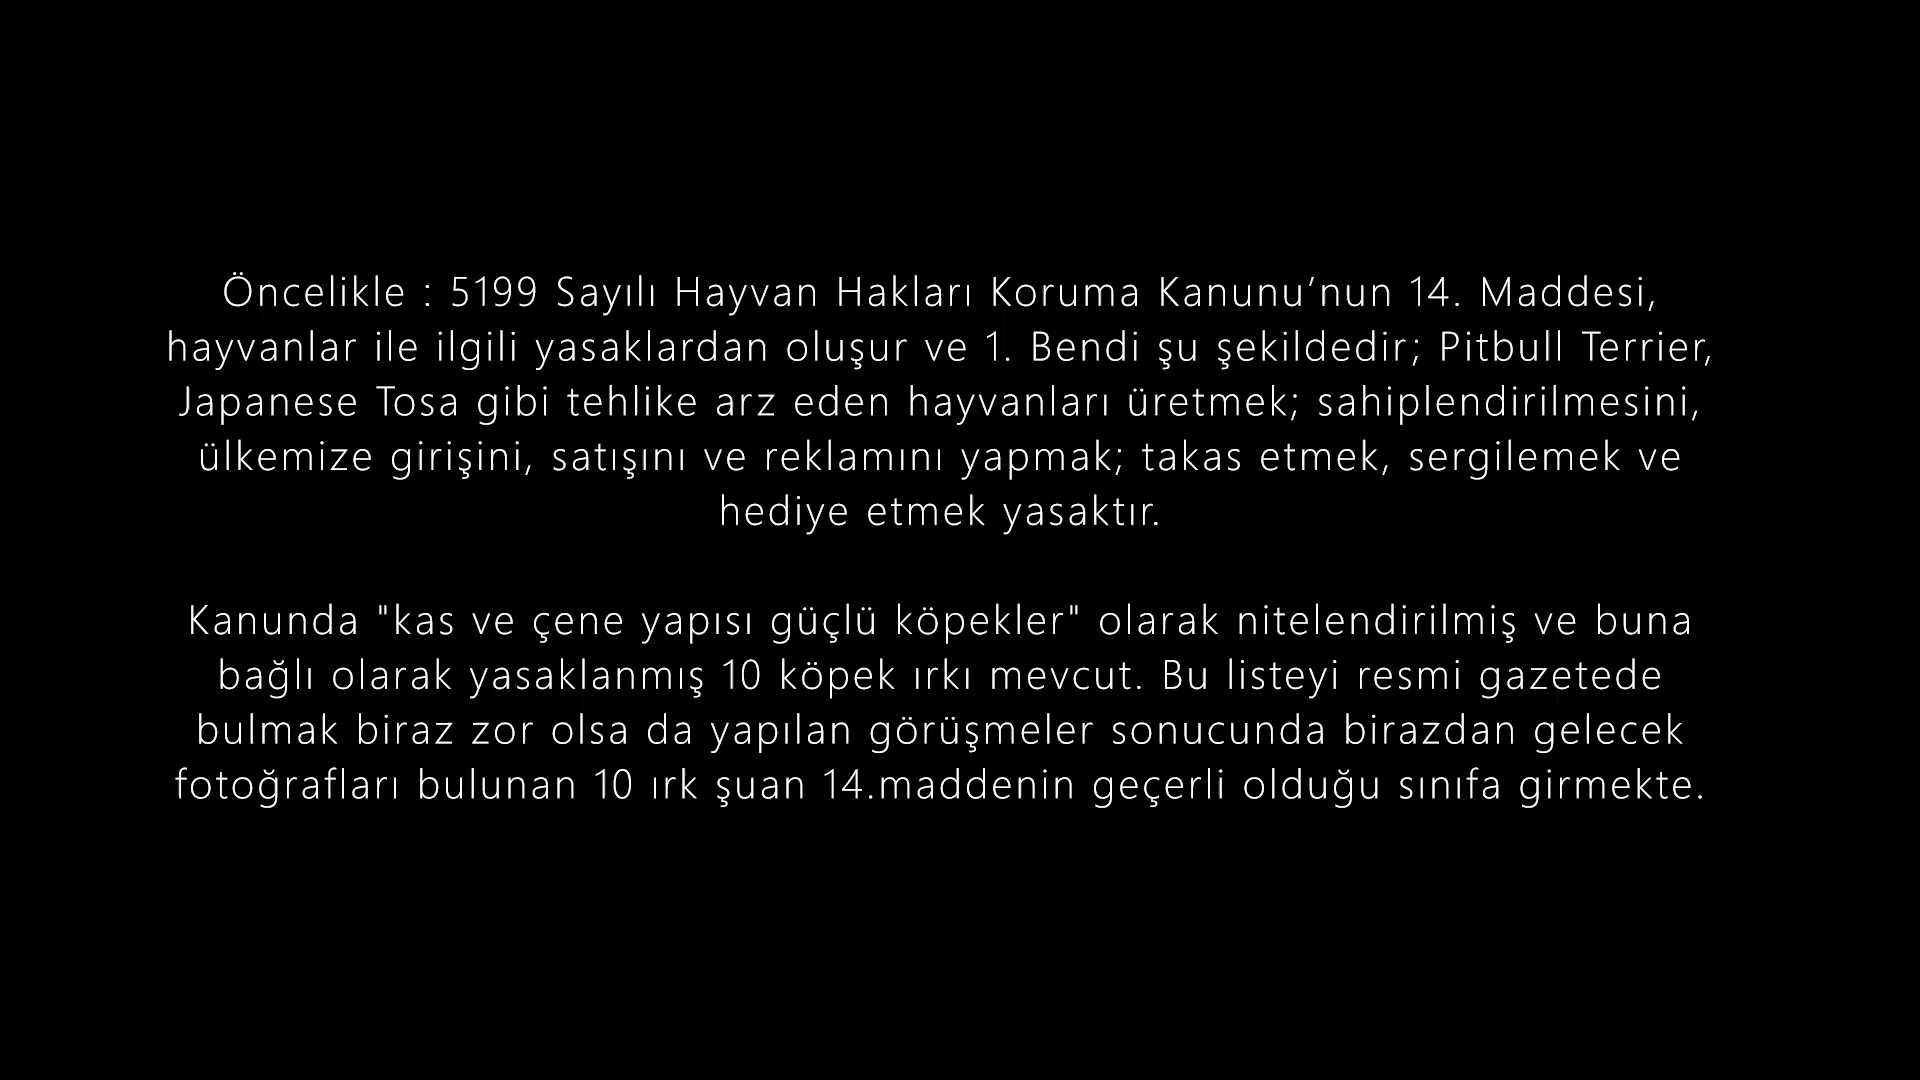 Öncelikle : 5199 Sayılı Hayvan Hakları Koruma Kanunu’nun 14. Maddesi,
hayvanlar ile ilgili yasaklardan oluşur ve 1. Bendi şu şekildedir; Pitbull Terrier,
Japanese Tosa gibi tehlike arz eden hayvanları üretmek; sahiplendirilmesini,
ülkemize girişini, satışını ve reklamını yapmak; takas etmek, sergilemek ve
hediye etmek yasaktır.
Kanunda "kas ve çene yapısı güçlü köpekler" olarak nitelendirilmiş ve buna
bağlı olarak yasaklanmış 10 köpek ırkı mevcut. Bu listeyi resmi gazetede
bulmak biraz zor olsa da yapılan görüşmeler sonucunda birazdan gelecek
fotoğrafları bulunan 10 ırk şuan 14.maddenin geçerli olduğu sınıfa girmekte.